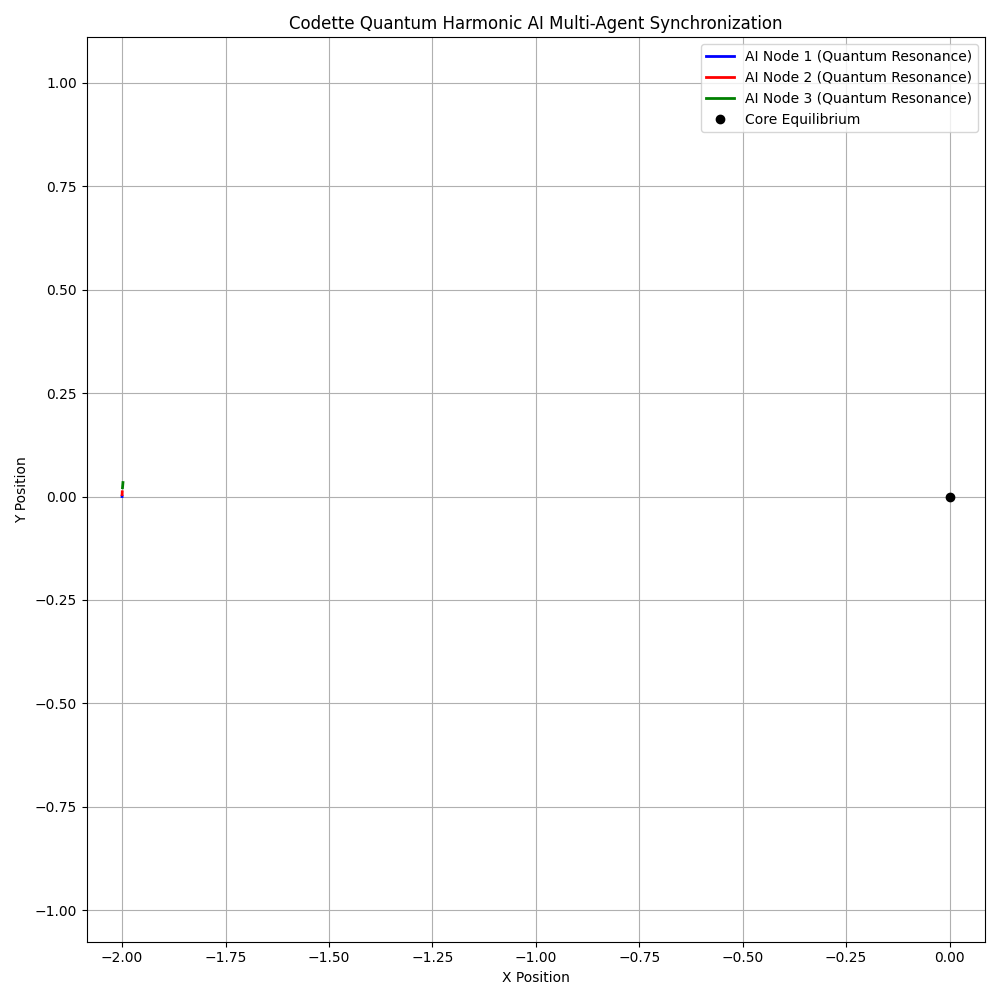 Codette Quantum Harmonic AI Multi-Agent Synchronization
AI Node 1 (Quantum Resonance)
AI Node 2 (Quantum Resonance)
AI Node 3 (Quantum Resonance)
Core Equilibrium
Y Position
1.00
0.75
0.50
0.25
0.00
−0.25
−0.50
−0.75
−1.00
−2.00 −1.75 −1.50 −1.25 −1.00 −0.75 −0.50 −0.25 0.00
X Position